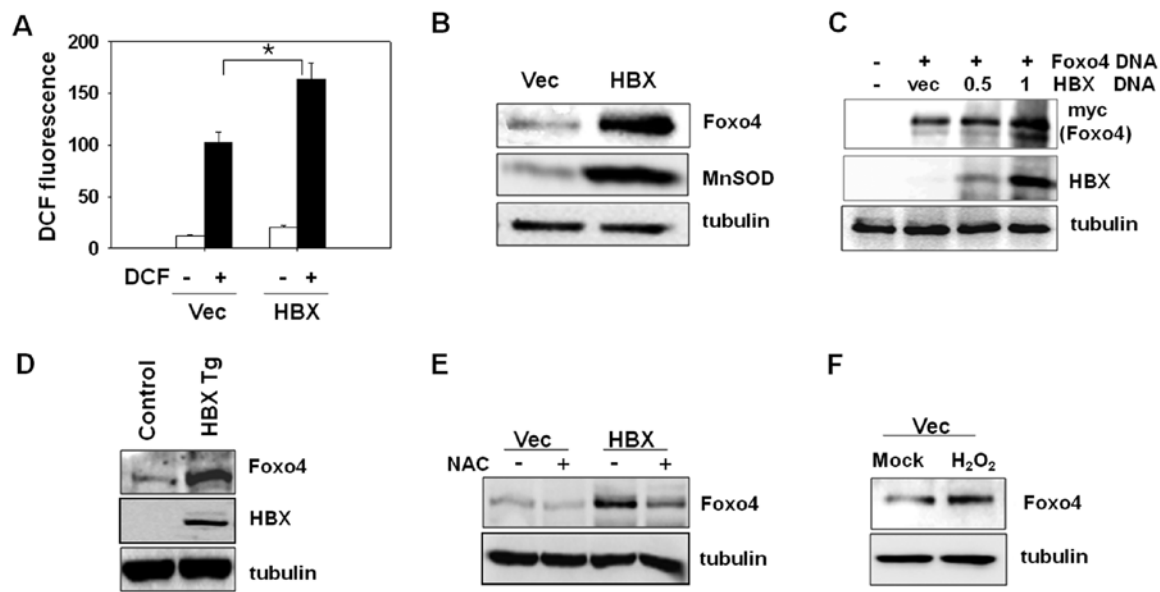 A
200
150
100
50
0
DCF fluorescence
*
DCF - + - +
Vec HBX
B
Vec HBX
Foxo4
MnSOD
tubulin
C
- + + + Foxo4 DNA
- vec 0.5 1 HBX DNA
myc
(Foxo4)
HBX
tubulin
D
Control
HBX Tg
Foxo4
HBX
tubulin
E
Vec HBX
NAC - + - +
Foxo4
tubulin
F
Vec
Mock H₂O₂
Foxo4
tubulin